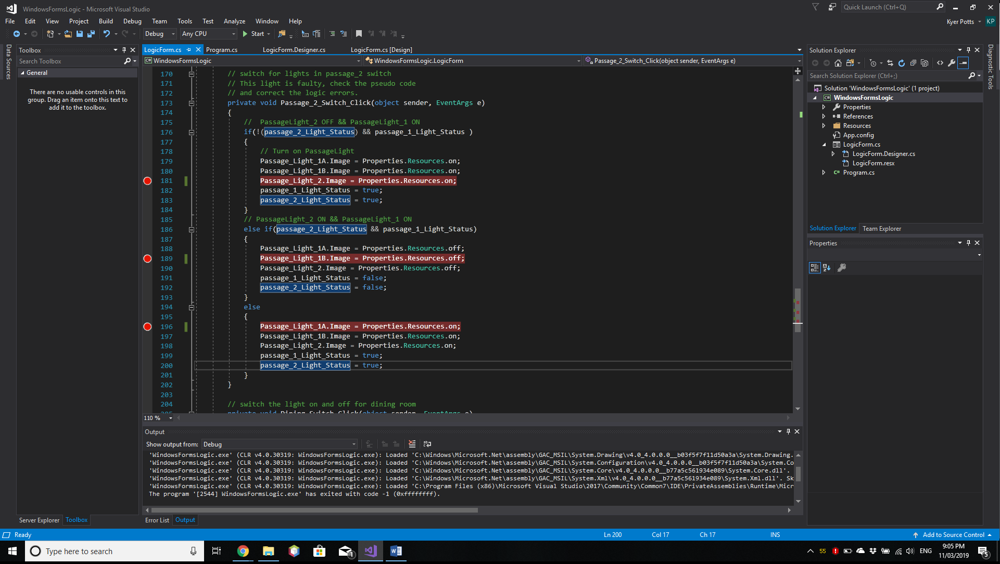 WindowsFormsLogic - Microsoft Visual Studio
Quick Launch (Ctrl+Q)
File Edit View Project Build Debug Team Tools Test Analyze Window Help
Kyer Potts KP
Debug Any CPU Start
Data Sources
Toolbox
Search Toolbox
General
There are no usable controls in this
group. Drag an item onto this text to
add it to the toolbox.
Server Explorer Toolbox
LogicForm.cs Program.cs LogicForm.Designer.cs LogicForm.cs [Design]
C# WindowsFormsLogic WindowsFormsLogic.LogicForm Passage_2_Switch_Click(object sender, EventArgs e)
170 // switch for lights in passage_2 switch
171 // This light is faulty, check the pseudo code
172 // and correct the logic errors.
173 private void Passage_2_Switch_Click(object sender, EventArgs e)
174 {
175 //  PassageLight_2 OFF && PassageLight_1 ON
176 if(!(passage_2_Light_Status) && passage_1_Light_Status )
177 {
178 // Turn on PassageLight
179 Passage_Light_1A.Image = Properties.Resources.on;
180 Passage_Light_1B.Image = Properties.Resources.on;
181 Passage_Light_2.Image = Properties.Resources.on;
182 passage_1_Light_Status = true;
183 passage_2_Light_Status = true;
184 }
185 // PassageLight_2 ON && PassageLight_1 ON
186 else if(passage_2_Light_Status && passage_1_Light_Status)
187 {
188 Passage_Light_1A.Image = Properties.Resources.off;
189 Passage_Light_1B.Image = Properties.Resources.off;
190 Passage_Light_2.Image = Properties.Resources.off;
191 passage_1_Light_Status = false;
192 passage_2_Light_Status = false;
193 }
194 else
195 {
196 Passage_Light_1A.Image = Properties.Resources.on;
197 Passage_Light_1B.Image = Properties.Resources.on;
198 Passage_Light_2.Image = Properties.Resources.on;
199 passage_1_Light_Status = true;
200 passage_2_Light_Status = true;
201 }
202 }
203
204 // switch the light on and off for dining room
205 private void Dining_Switch_Click(object sender, EventArgs e)
110 %
Output
Show output from: Debug
'WindowsFormsLogic.exe' (CLR v4.0.30319: WindowsFormsLogic.exe): Loaded 'C:\Windows\Microsoft.Net\assembly\GAC_MSIL\System.Drawing\v4.0_4.0.0.0__b03f5f7f11d50a3a\System.Drawing.
'WindowsFormsLogic.exe' (CLR v4.0.30319: WindowsFormsLogic.exe): Loaded 'C:\Windows\Microsoft.Net\assembly\GAC_MSIL\System.Configuration\v4.0_4.0.0.0__b03f5f7f11d50a3a\System.Co
'WindowsFormsLogic.exe' (CLR v4.0.30319: WindowsFormsLogic.exe): Loaded 'C:\Windows\Microsoft.Net\assembly\GAC_MSIL\System.Core\v4.0_4.0.0.0__b77a5c561934e089\System.Core.dll'.
'WindowsFormsLogic.exe' (CLR v4.0.30319: WindowsFormsLogic.exe): Loaded 'C:\Windows\Microsoft.Net\assembly\GAC_MSIL\System.Xml\v4.0_4.0.0.0__b77a5c561934e089\System.Xml.dll'. Sk
'WindowsFormsLogic.exe' (CLR v4.0.30319: WindowsFormsLogic.exe): Loaded 'C:\Program Files (x86)\Microsoft Visual Studio\2017\Community\Common7\IDE\PrivateAssemblies\Runtime\Micr
The program '[2544] WindowsFormsLogic.exe' has exited with code -1 (0xffffffff).
Error List Output
Solution Explorer
Search Solution Explorer (Ctrl+;)
Solution 'WindowsFormsLogic' (1 project)
C# WindowsFormsLogic
Properties
References
Resources
App.config
LogicForm.cs
LogicForm.Designer.cs
LogicForm.resx
C# Program.cs
Solution Explorer Team Explorer
Properties
Diagnostic Tools
Ready Ln 200 Col 17 Ch 17 INS Add to Source Control
Type here to search
1
55
ENG
9:05 PM
11/03/2019
5